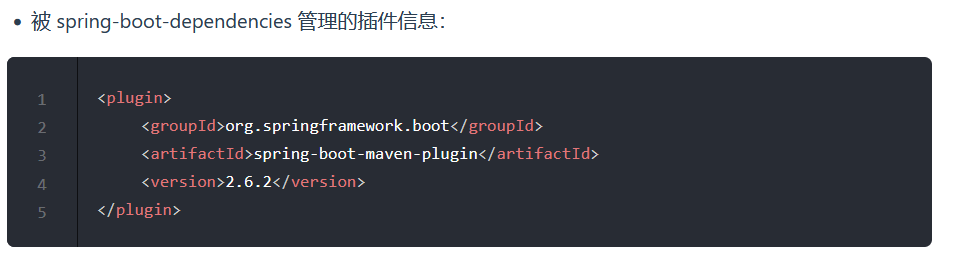 • 被 spring-boot-dependencies 管理的插件信息：
1 <plugin>
2     <groupId>org.springframework.boot</groupId>
3     <artifactId>spring-boot-maven-plugin</artifactId>
4     <version>2.6.2</version>
5 </plugin>